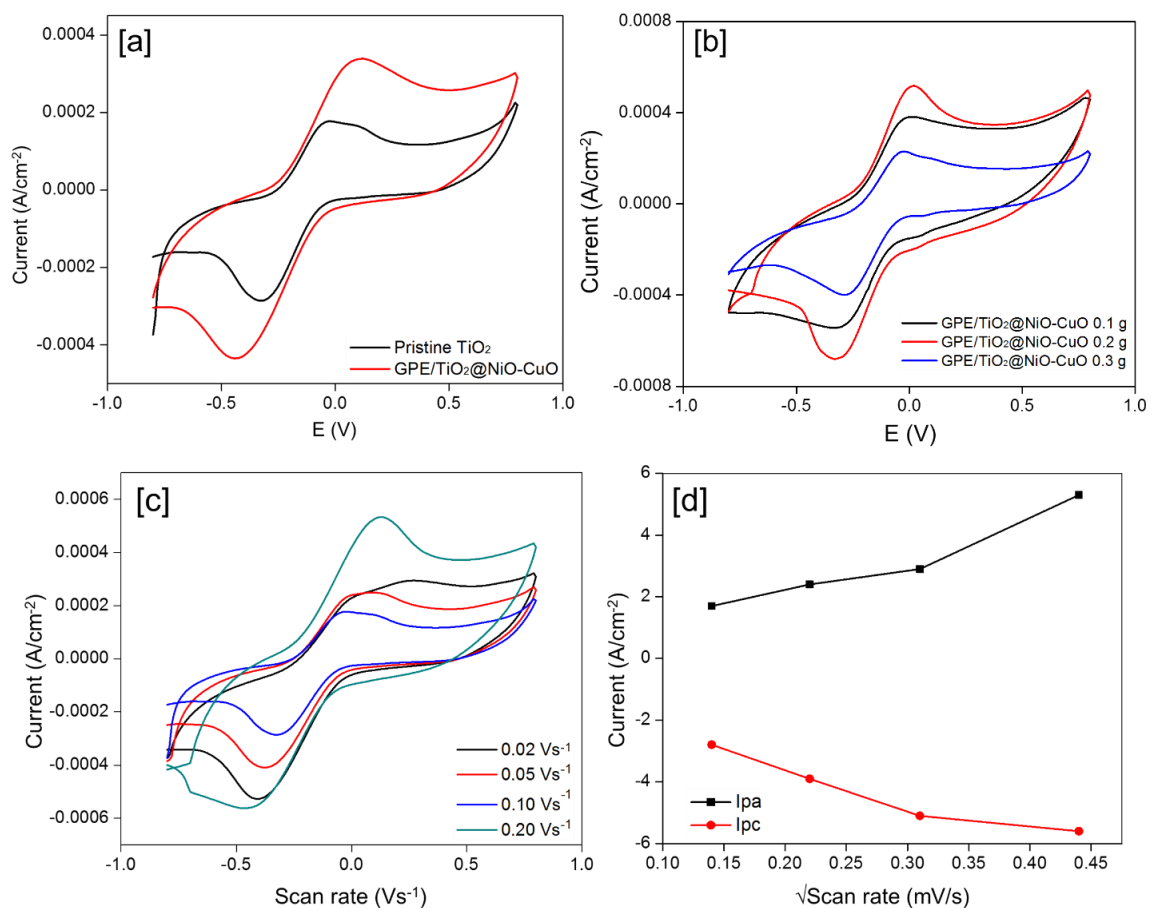 [a]
0.0004
0.0002
0.0000
-0.0002
-0.0004
Current (A/cm⁻²)
-1.0 -0.5 0.0 0.5 1.0
E (V)
Pristine TiO₂
GPE/TiO₂@NiO-CuO
[b]
0.0008
0.0004
0.0000
-0.0004
-0.0008
Current (A/cm⁻²)
-1.0 -0.5 0.0 0.5 1.0
E (V)
GPE/TiO₂@NiO-CuO 0.1 g
GPE/TiO₂@NiO-CuO 0.2 g
GPE/TiO₂@NiO-CuO 0.3 g
[c]
0.0006
0.0004
0.0002
0.0000
-0.0002
-0.0004
-0.0006
Current (A/cm⁻²)
-1.0 -0.5 0.0 0.5 1.0
Scan rate (Vs⁻¹)
0.02 Vs⁻¹
0.05 Vs⁻¹
0.10 Vs⁻¹
0.20 Vs⁻¹
[d]
6
4
2
0
-2
-4
-6
Current (A/cm⁻²)
0.10 0.15 0.20 0.25 0.30 0.35 0.40 0.45
√Scan rate (mV/s)
Ipa
Ipc